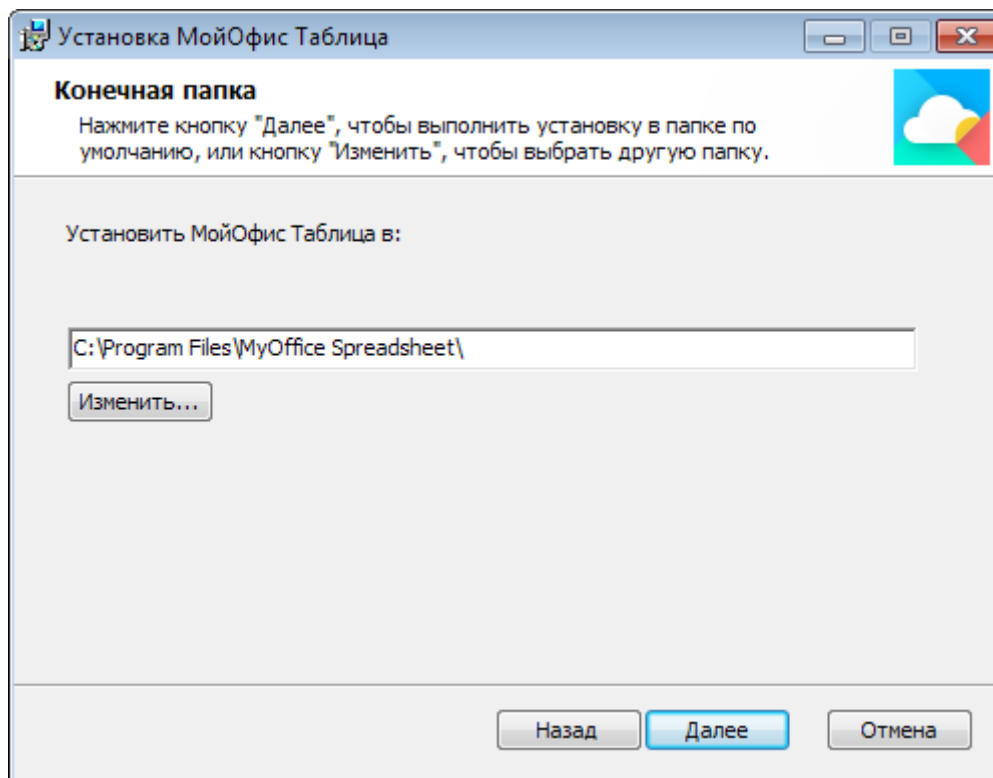 Установка МойОфис Таблица
Конечная папка
Нажмите кнопку "Далее", чтобы выполнить установку в папке по
умолчанию, или кнопку "Изменить", чтобы выбрать другую папку.
Установить МойОфис Таблица в:
C:\Program Files\MyOffice Spreadsheet\
Изменить...
Назад Далее Отмена